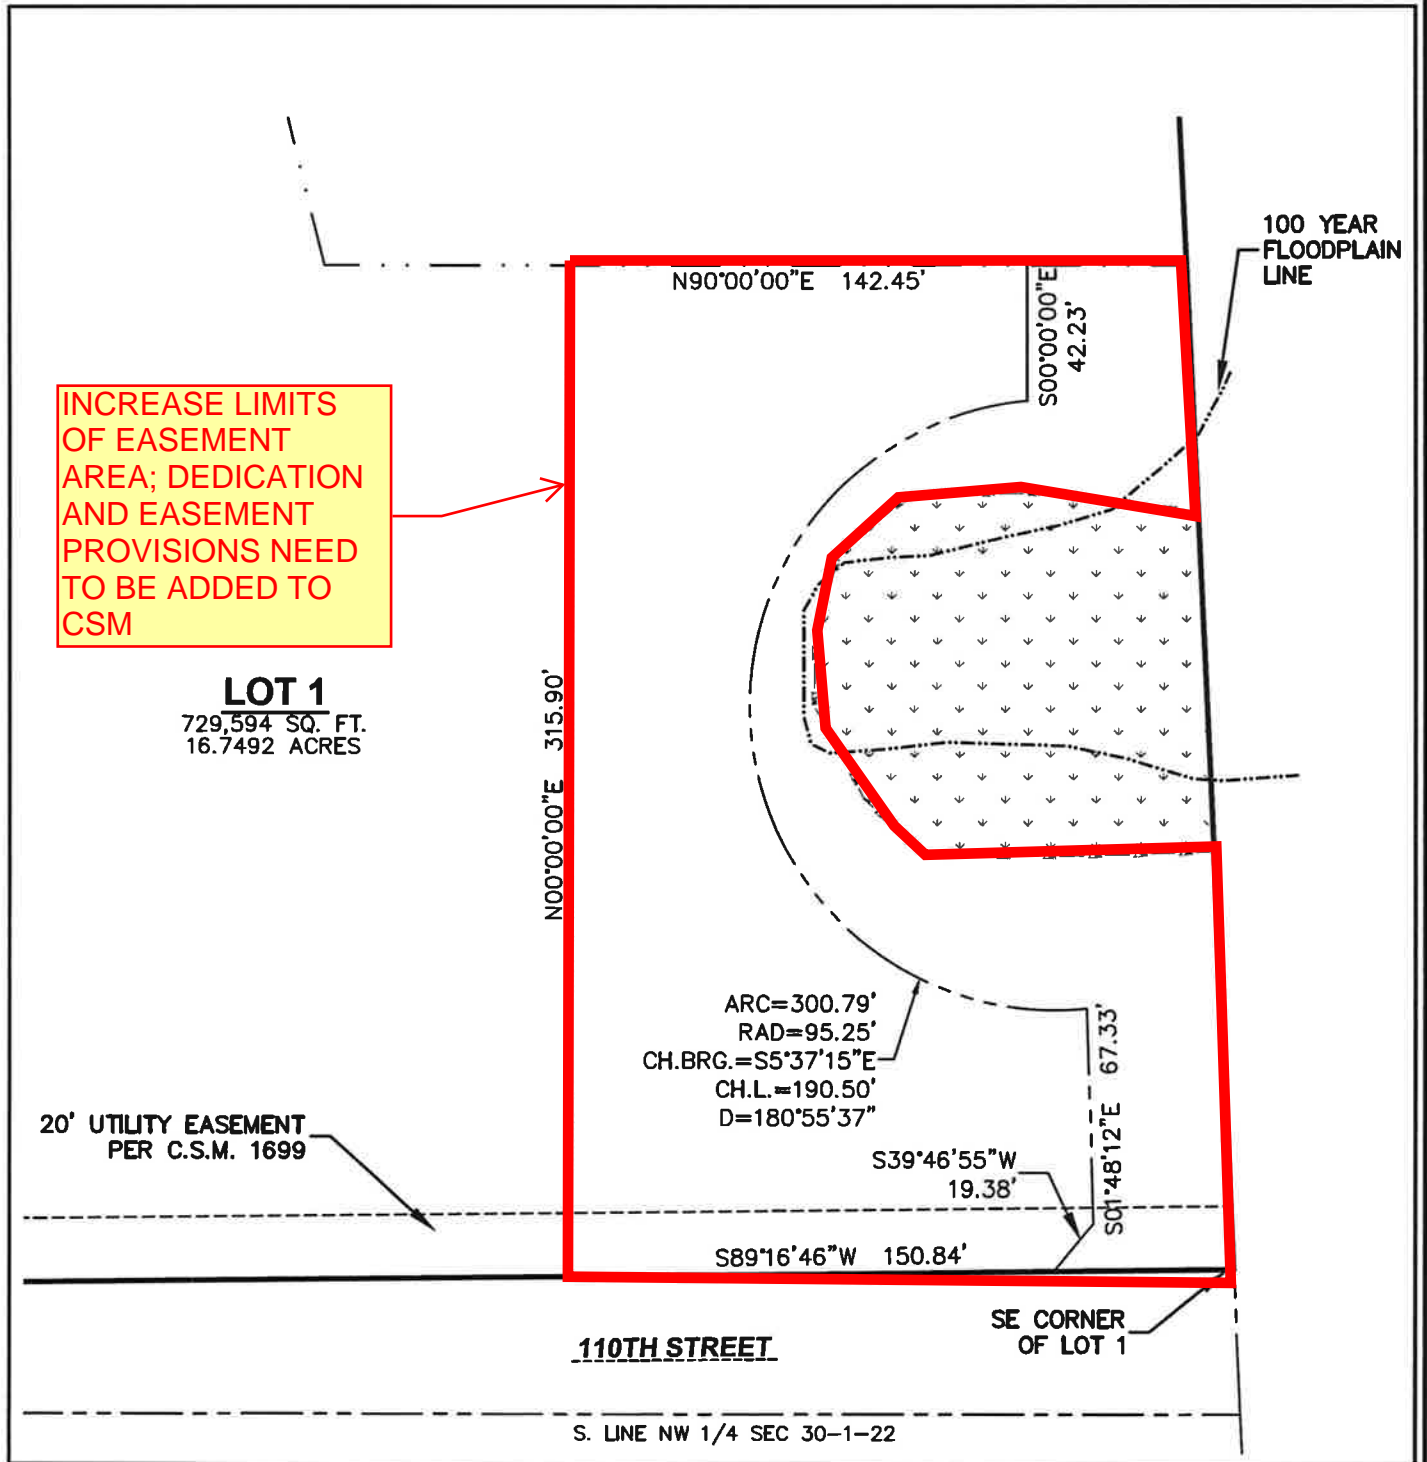 100 YEAR
FLOODPLAIN
LINE
N90°00'00"E 142.45'
S00°00'00"E
42.23'
INCREASE LIMITS
OF EASEMENT
AREA; DEDICATION
AND EASEMENT
PROVISIONS NEED
TO BE ADDED TO
CSM
LOT 1
729,594 SQ. FT.
16.7492 ACRES
N00°00'00"E 315.90'
ARC=300.79'
RAD=95.25'
CH.BRG.=S5°37'15"E
CH.L.=190.50'
D=180°55'37"
S01°48'12"E 67.33'
20' UTILITY EASEMENT
PER C.S.M. 1699
S39°46'55"W
19.38'
S89°16'46"W 150.84'
SE CORNER
OF LOT 1
110TH STREET
S. LINE NW 1/4 SEC 30-1-22